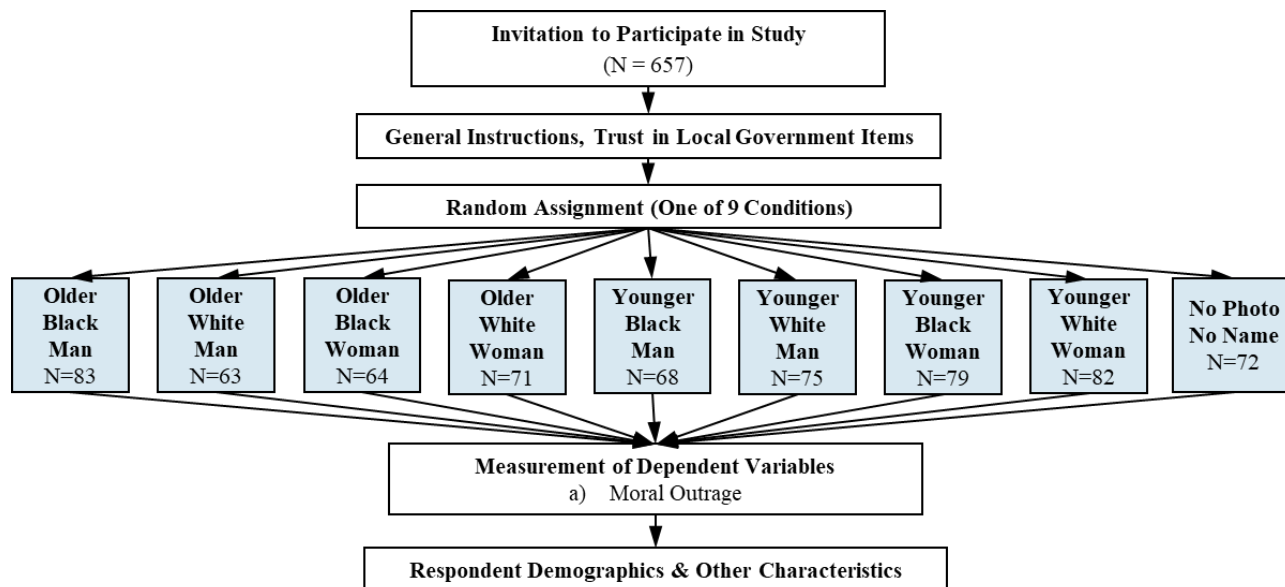 Invitation to Participate in Study
(N = 657)
General Instructions, Trust in Local Government Items
Random Assignment (One of 9 Conditions)
Older
Black
Man
N=83
Older
White
Man
N=63
Older
Black
Woman
N=64
Older
White
Woman
N=71
Younger
Black
Man
N=68
Younger
White
Man
N=75
Younger
Black
Woman
N=79
Younger
White
Woman
N=82
No Photo
No Name
N=72
Measurement of Dependent Variables
a) Moral Outrage
Respondent Demographics & Other Characteristics